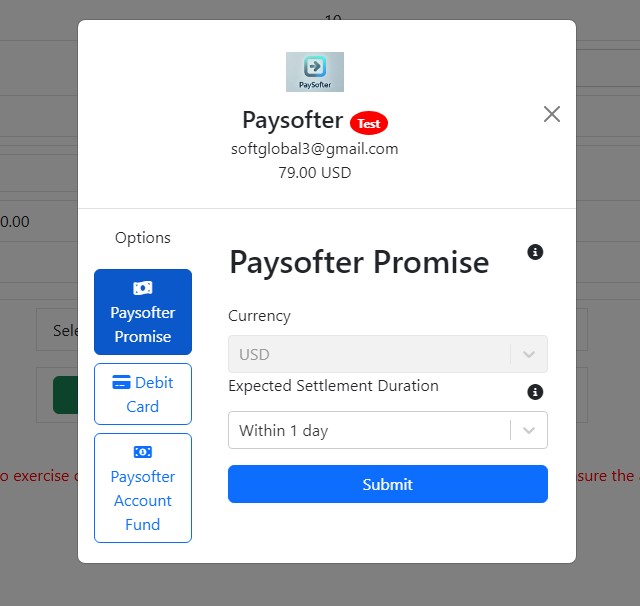 10
PaySofter
Paysofter Test
softglobal3@gmail.com
79.00 USD
0.00
Options
Paysofter
Promise
Debit
Card
Paysofter
Account
Fund
Paysofter Promise
Currency
USD
Expected Settlement Duration
Within 1 day
Submit
o exercise
sure the